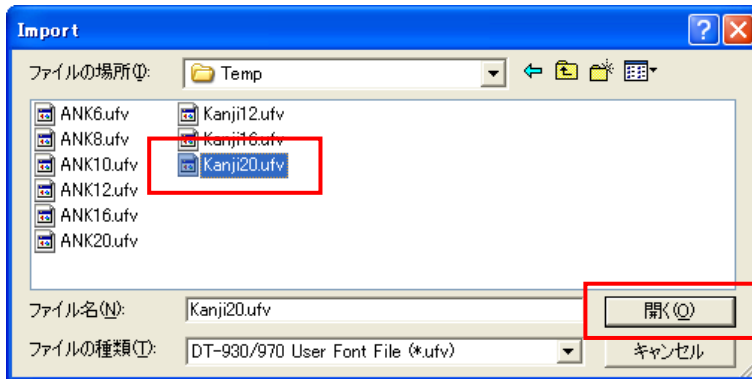 Import
ファイルの場所(I):
Temp
ANK6.ufv
ANK8.ufv
ANK10.ufv
ANK12.ufv
ANK16.ufv
ANK20.ufv
Kanji12.ufv
Kanji16.ufv
Kanji20.ufv
ファイル名(N):
Kanji20.ufv
開く(O)
ファイルの種類(T):
DT-930/970 User Font File (*.ufv)
キャンセル